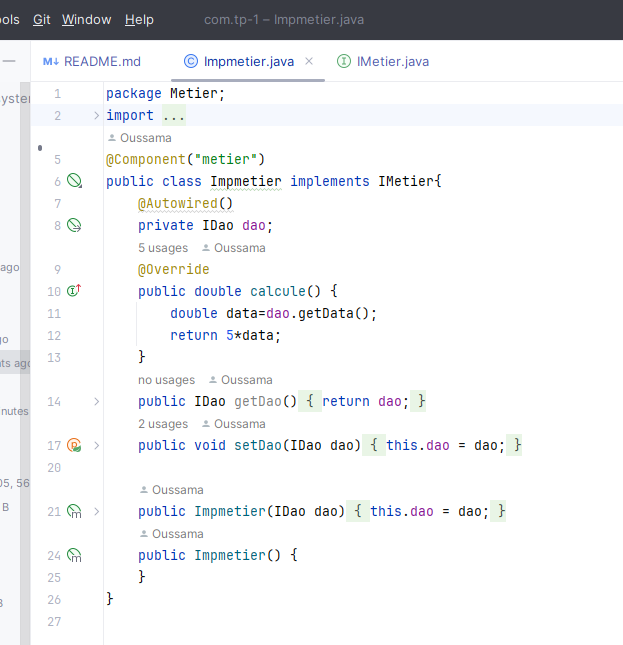 ols Git Window Help com.tp-1 – Impmetier.java
M↓ README.md © Impmetier.java × I IMetier.java
syster
1 package Metier;
2 import ...
Oussama
5 @Component("metier")
6 public class Impmetier implements IMetier{
7 @Autowired()
8 private IDao dao;
5 usages Oussama
ago
9 @Override
10 public double calcule() {
11 double data=dao.getData();
go
12 return 5*data;
ts ago
13 }
no usages Oussama
14 public IDao getDao() { return dao; }
nutes
2 usages Oussama
17 public void setDao(IDao dao) { this.dao = dao; }
20
05, 56
Oussama
B
21 public Impmetier(IDao dao) { this.dao = dao; }
Oussama
24 public Impmetier() {
25 }
26 }
27